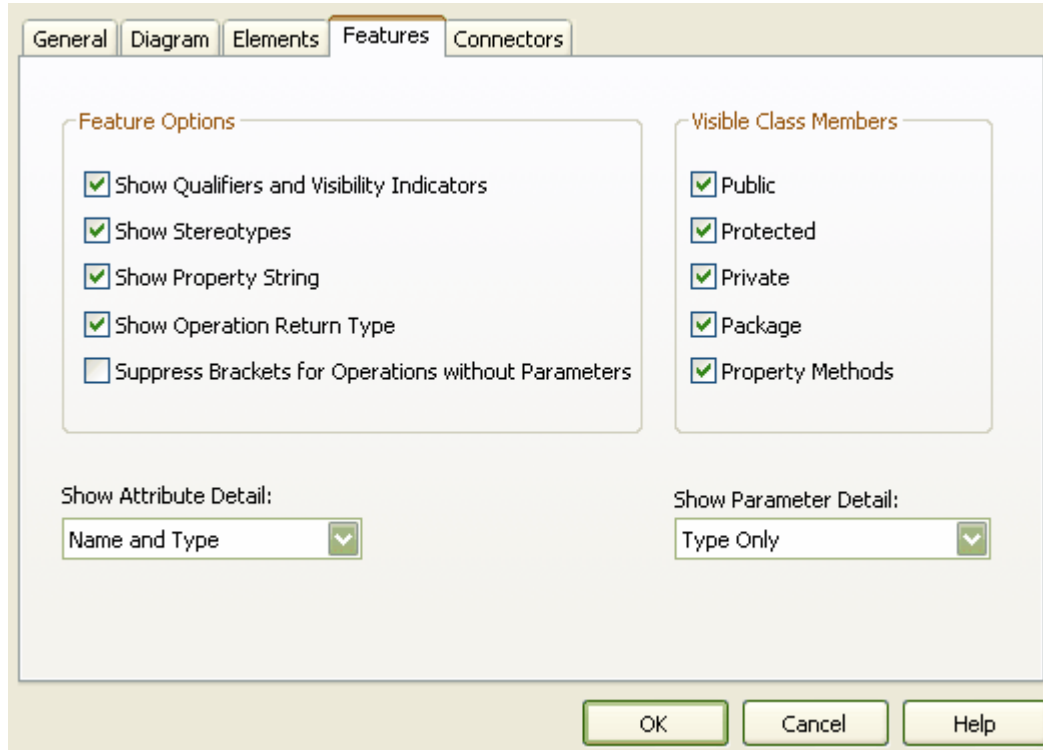 General Diagram Elements Features Connectors
Feature Options
Show Qualifiers and Visibility Indicators
Show Stereotypes
Show Property String
Show Operation Return Type
Suppress Brackets for Operations without Parameters
Visible Class Members
Public
Protected
Private
Package
Property Methods
Show Attribute Detail:
Name and Type
Show Parameter Detail:
Type Only
OK Cancel Help